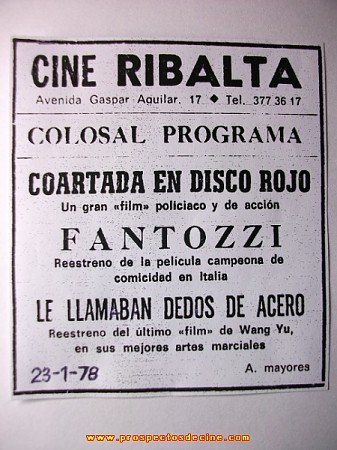 CINE RIBALTA
Avenida Gaspar Aguilar, 17 ◆ Tel. 377 36 17
COLOSAL PROGRAMA
COARTADA EN DISCO ROJO
Un gran «film» policiaco y de acción
FANTOZZI
Reestreno de la película campeona de
comicidad en Italia
LE LLAMABAN DEDOS DE ACERO
Reestreno del último «film» de Wang Yu,
en sus mejores artes marciales
23-1-78
A. mayores
www.prospectosdecine.com